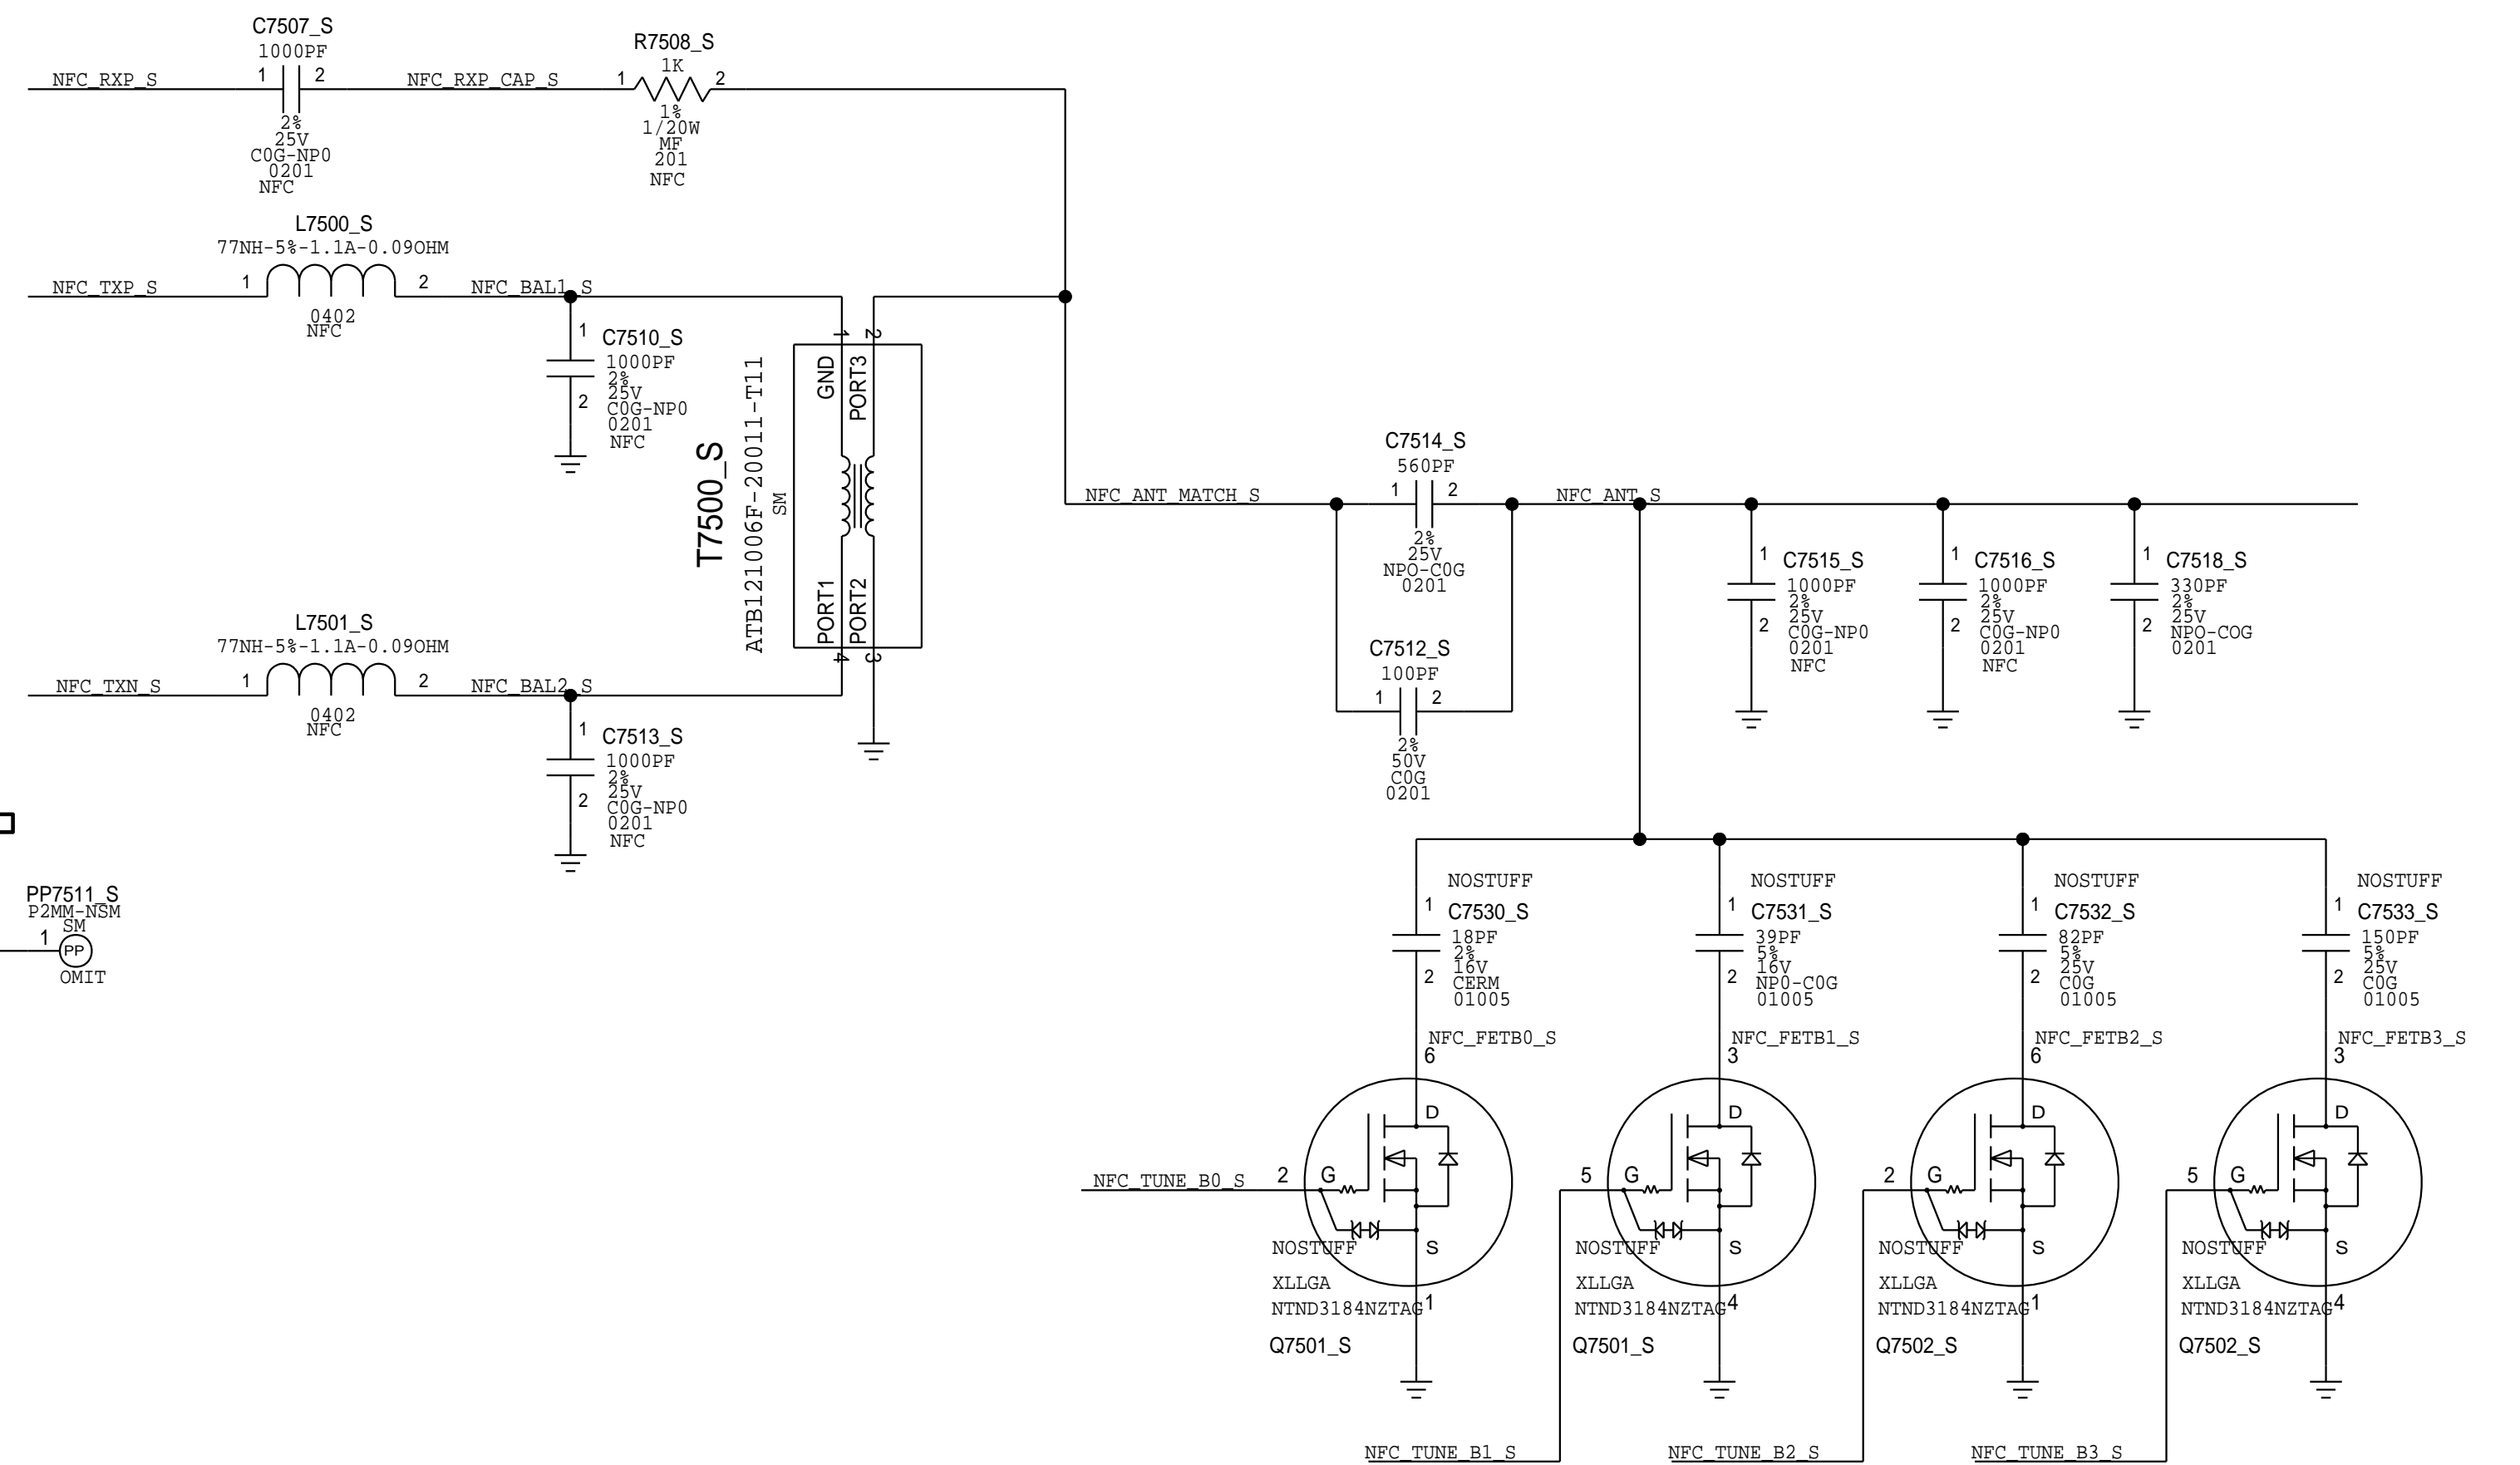 C7507_S
1000PF
NFC_RXP_S
1
2
NFC_RXP_CAP_S
2%
25V
C0G-NP0
0201
NFC
R7508_S
1K
1
2
1%
1/20W
MF
201
NFC
L7500_S
77NH-5%-1.1A-0.09OHM
NFC_TXP_S
1
2
NFC_BAL1_S
0402
NFC
1
C7510_S
1000PF
2%
25V
2
C0G-NP0
0201
NFC
T7500_S
ATB121006F-20011-T11
SM
1
2
GND
PORT3
PORT1
PORT2
4
3
L7501_S
77NH-5%-1.1A-0.09OHM
NFC_TXN_S
1
2
NFC_BAL2_S
0402
NFC
1
C7513_S
1000PF
2%
25V
2
C0G-NP0
0201
NFC
PP7511_S
P2MM-NSM
SM
1
PP
OMIT
NFC_ANT_MATCH_S
C7514_S
560PF
1
2
NFC_ANT_S
2%
25V
NPO-C0G
0201
C7512_S
100PF
1
2
2%
50V
C0G
0201
1
C7515_S
1000PF
2%
25V
2
C0G-NP0
0201
NFC
1
C7516_S
1000PF
2%
25V
2
C0G-NP0
0201
NFC
1
C7518_S
330PF
2%
25V
2
NPO-COG
0201
NOSTUFF
1
C7530_S
18PF
2%
16V
2
CERM
01005
NFC_FETB0_S
6
NOSTUFF
1
C7531_S
39PF
5%
16V
2
NP0-C0G
01005
NFC_FETB1_S
3
NOSTUFF
1
C7532_S
82PF
5%
25V
2
C0G
01005
NFC_FETB2_S
6
NOSTUFF
1
C7533_S
150PF
5%
25V
2
C0G
01005
NFC_FETB3_S
3
NFC_TUNE_B0_S
2
G
D
S
NOSTUFF
XLLGA
NTND3184NZTAG
1
Q7501_S
5
G
D
S
NOSTUFF
XLLGA
NTND3184NZTAG
4
Q7501_S
2
G
D
S
NOSTUFF
XLLGA
NTND3184NZTAG
1
Q7502_S
5
G
D
S
NOSTUFF
XLLGA
NTND3184NZTAG
4
Q7502_S
NFC_TUNE_B1_S
NFC_TUNE_B2_S
NFC_TUNE_B3_S